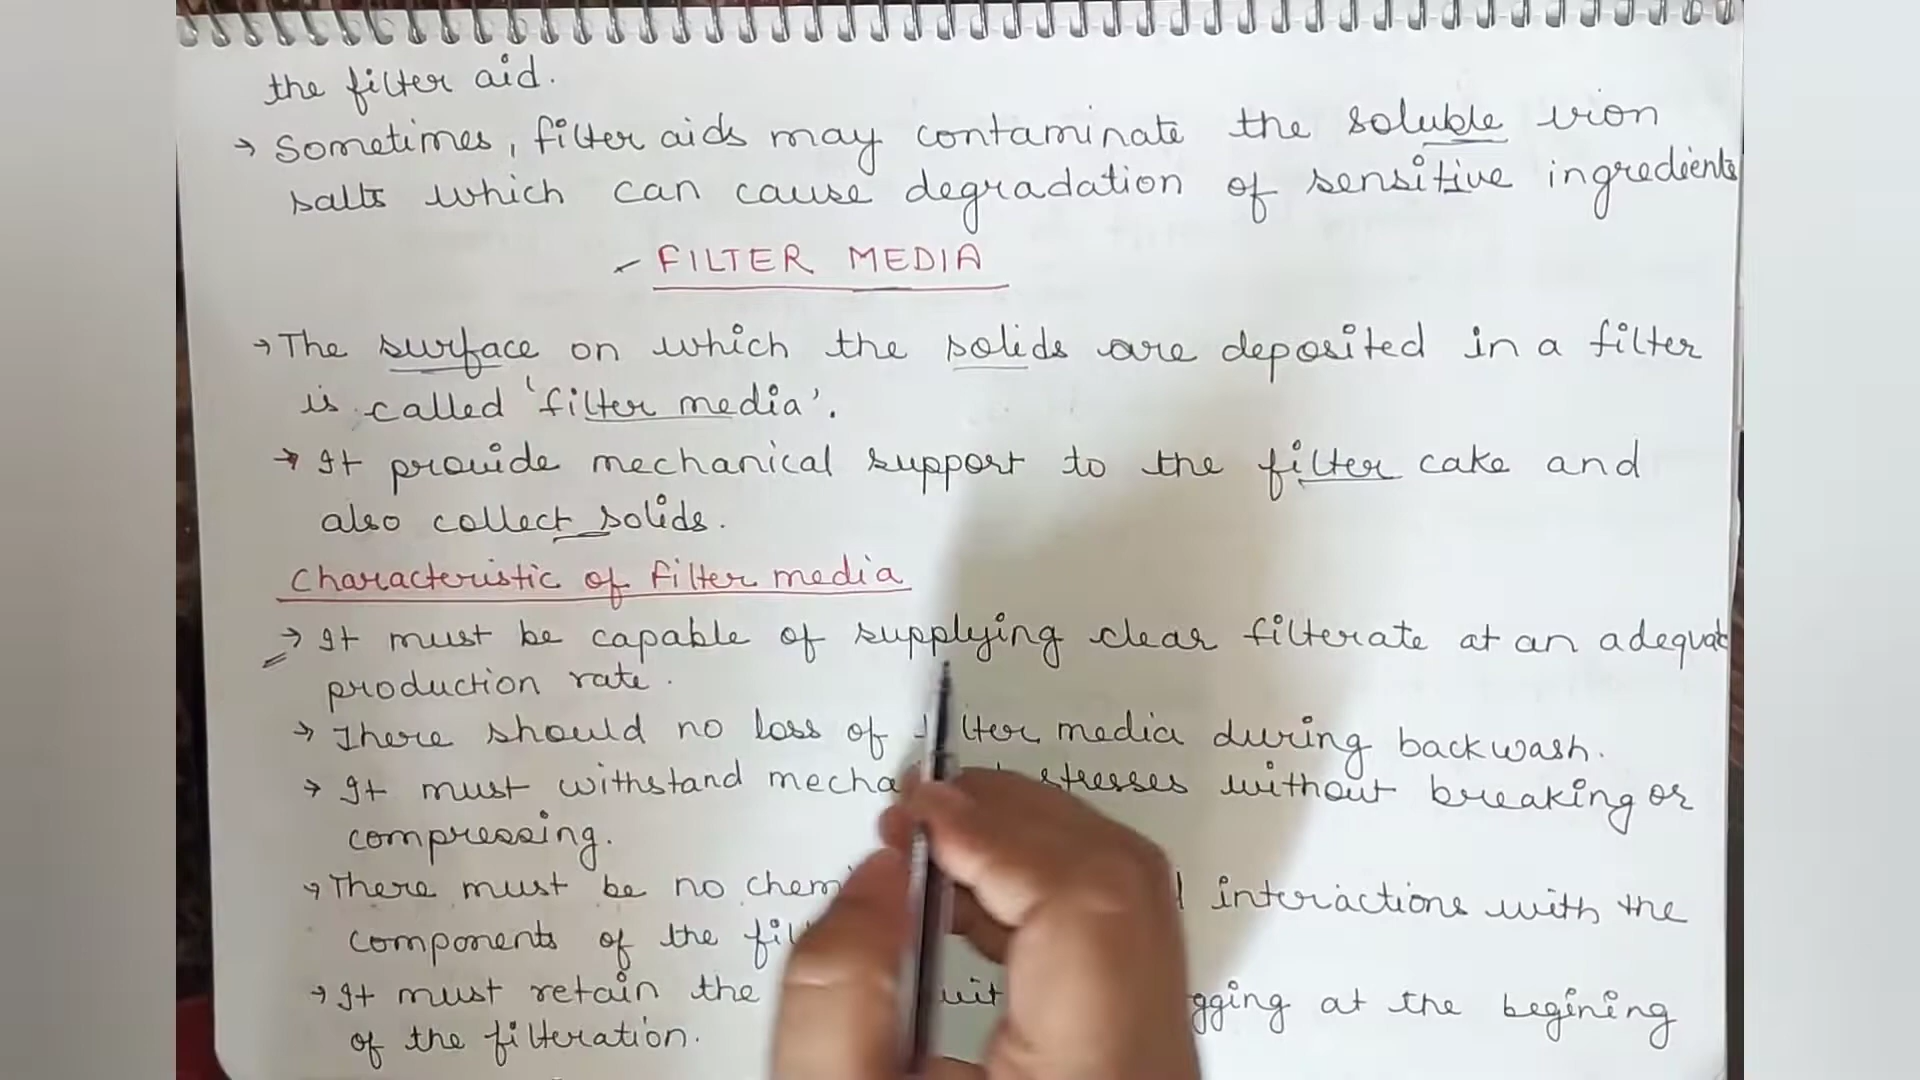 the filter aid.
→ Sometimes, filter aids may contaminate the soluble iron
salts which can cause degradation of sensitive ingredients
FILTER MEDIA
→ The surface on which the solids are deposited in a filter
is called 'filter media'.
→ It provide mechanical support to the filter cake and
also collect solids.
Characteristic of filter media
→ It must be capable of supplying clear filterate at an adequat
production rate.
→ There should no loss of media during backwash.
→ It must withstand stresses without breaking or
compressing.
→ There must be no interactions with the
components of the
→ It must retain the at the begining
of the filteration.